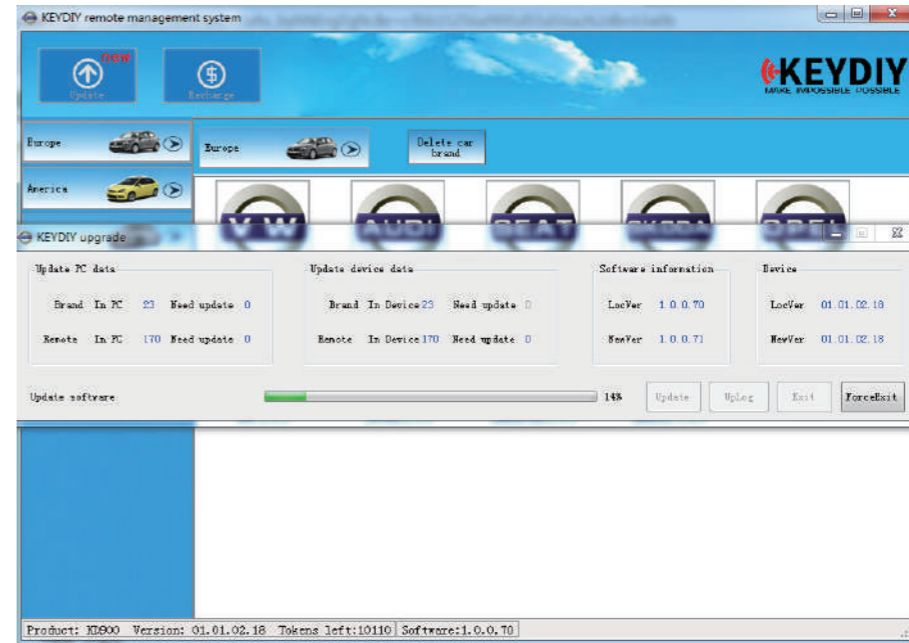 KEYDIY remote management system
new
Update
Recharge
KEYDIY
MAKE IMPOSSIBLE POSSIBLE
Europe
Europe
Delete car
brand
America
VW AUDI SEAT SKODA OPEL
KEYDIY upgrade
Update PC data Update device data Software information Device
Brand In PC 23 Need update 0 Brand In Device 23 Need update 0 LocVer 1.0.0.70 LocVer 01.01.02.18
Remote In PC 170 Need update 0 Remote In Device 170 Need update 0 NewVer 1.0.0.71 NewVer 01.01.02.18
Update software 14% Update UpLog Exit ForceExit
Product: KD900 Version: 01.01.02.18 Tokens left:10110 Software:1.0.0.70